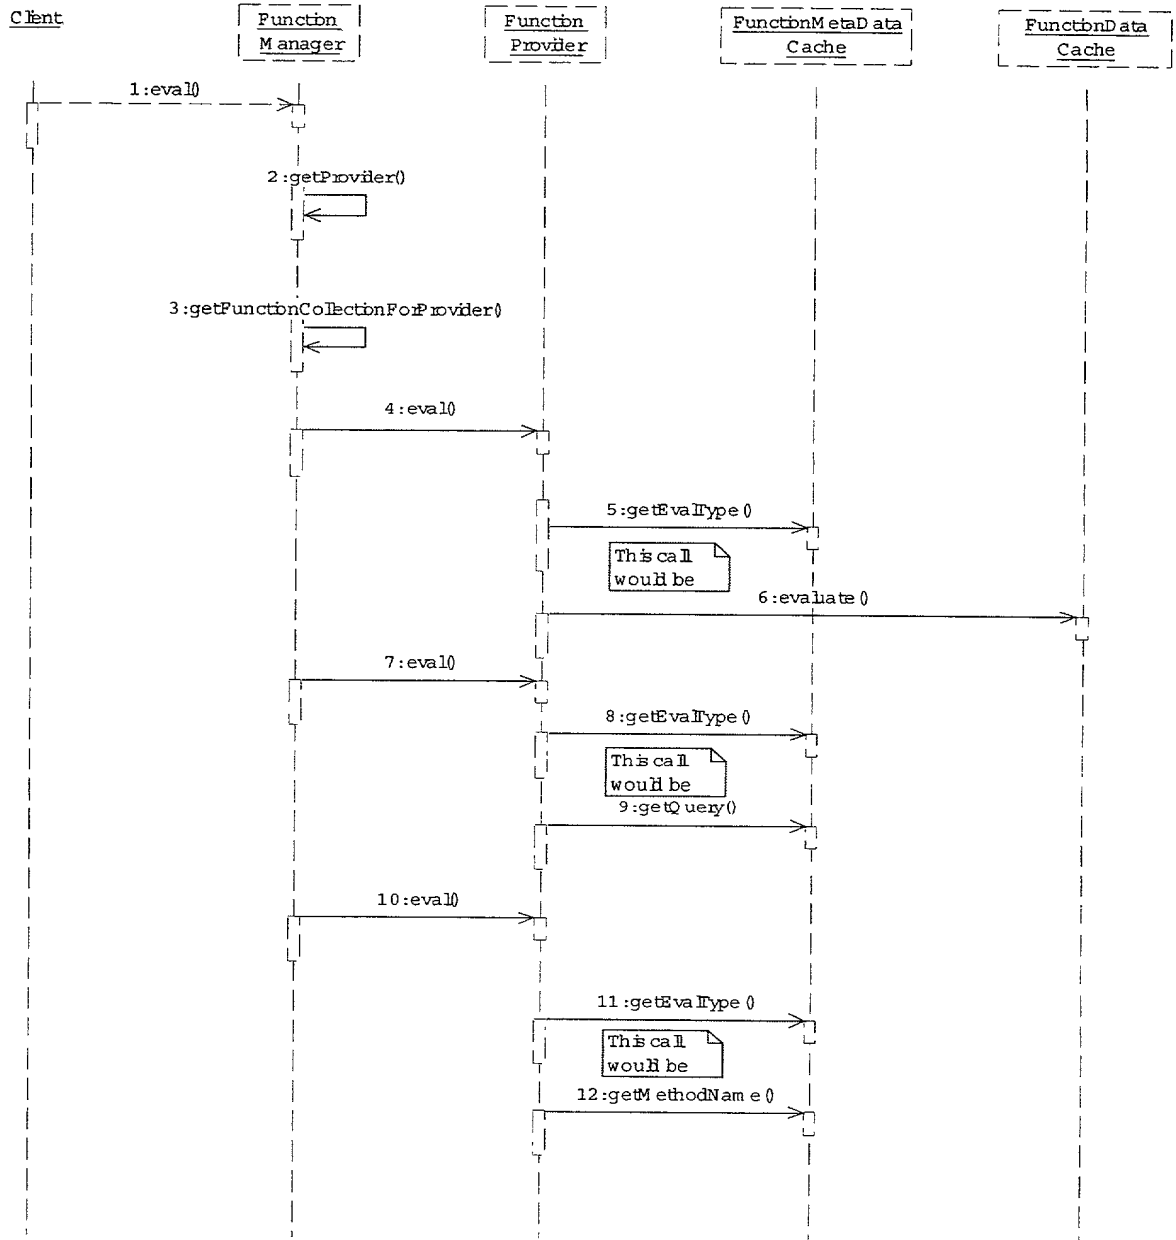 Client
Function
Manager
Function
Provider
FunctionMetaData
Cache
FunctionData
Cache
1:eval()
2:getProvider()
3:getFunctionCollectionForProvider()
4:eval()
5:getEvalType()
This call
would be
6:evaluate()
7:eval()
8:getEvalType()
This call
would be
9:getQuery()
10:eval()
11:getEvalType()
This call
would be
12:getMethodName()